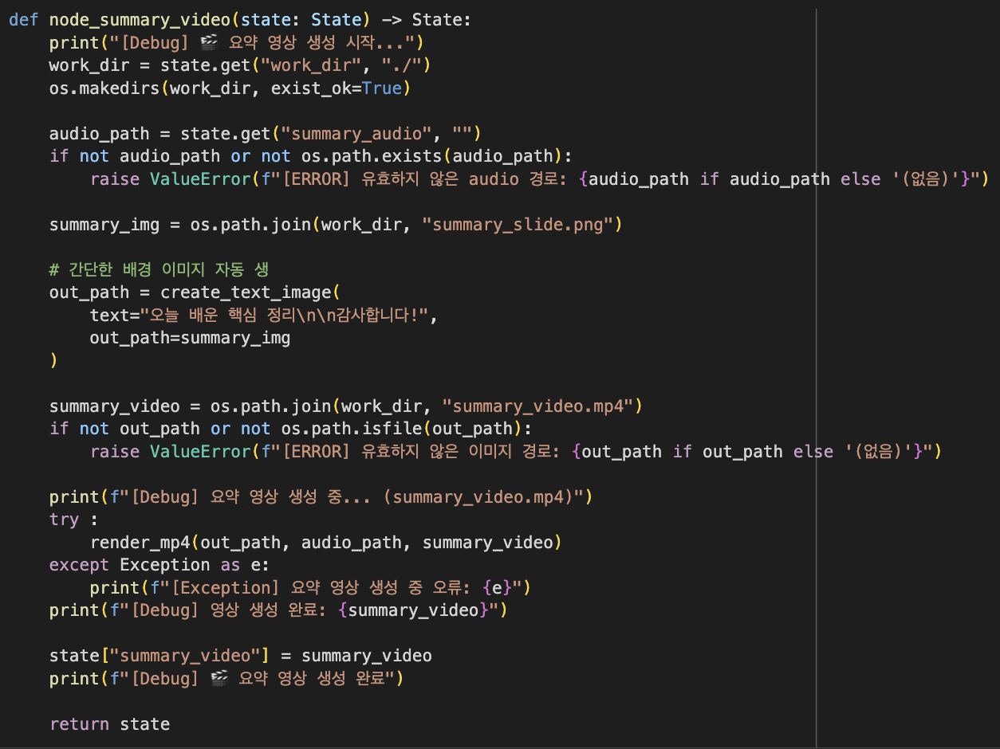 def node_summary_video(state: State) -> State:
    print("[Debug] 🎬 요약 영상 생성 시작...")
    work_dir = state.get("work_dir", "./")
    os.makedirs(work_dir, exist_ok=True)

    audio_path = state.get("summary_audio", "")
    if not audio_path or not os.path.exists(audio_path):
        raise ValueError(f"[ERROR] 유효하지 않은 audio 경로: {audio_path if audio_path else '(없음)'}")

    summary_img = os.path.join(work_dir, "summary_slide.png")

    # 간단한 배경 이미지 자동 생
    out_path = create_text_image(
        text="오늘 배운 핵심 정리\n\n감사합니다!",
        out_path=summary_img
    )

    summary_video = os.path.join(work_dir, "summary_video.mp4")
    if not out_path or not os.path.isfile(out_path):
        raise ValueError(f"[ERROR] 유효하지 않은 이미지 경로: {out_path if out_path else '(없음)'}")

    print(f"[Debug] 요약 영상 생성 중... (summary_video.mp4)")
    try :
        render_mp4(out_path, audio_path, summary_video)
    except Exception as e:
        print(f"[Exception] 요약 영상 생성 중 오류: {e}")
    print(f"[Debug] 영상 생성 완료: {summary_video}")

    state["summary_video"] = summary_video
    print(f"[Debug] 🎬 요약 영상 생성 완료")

    return state